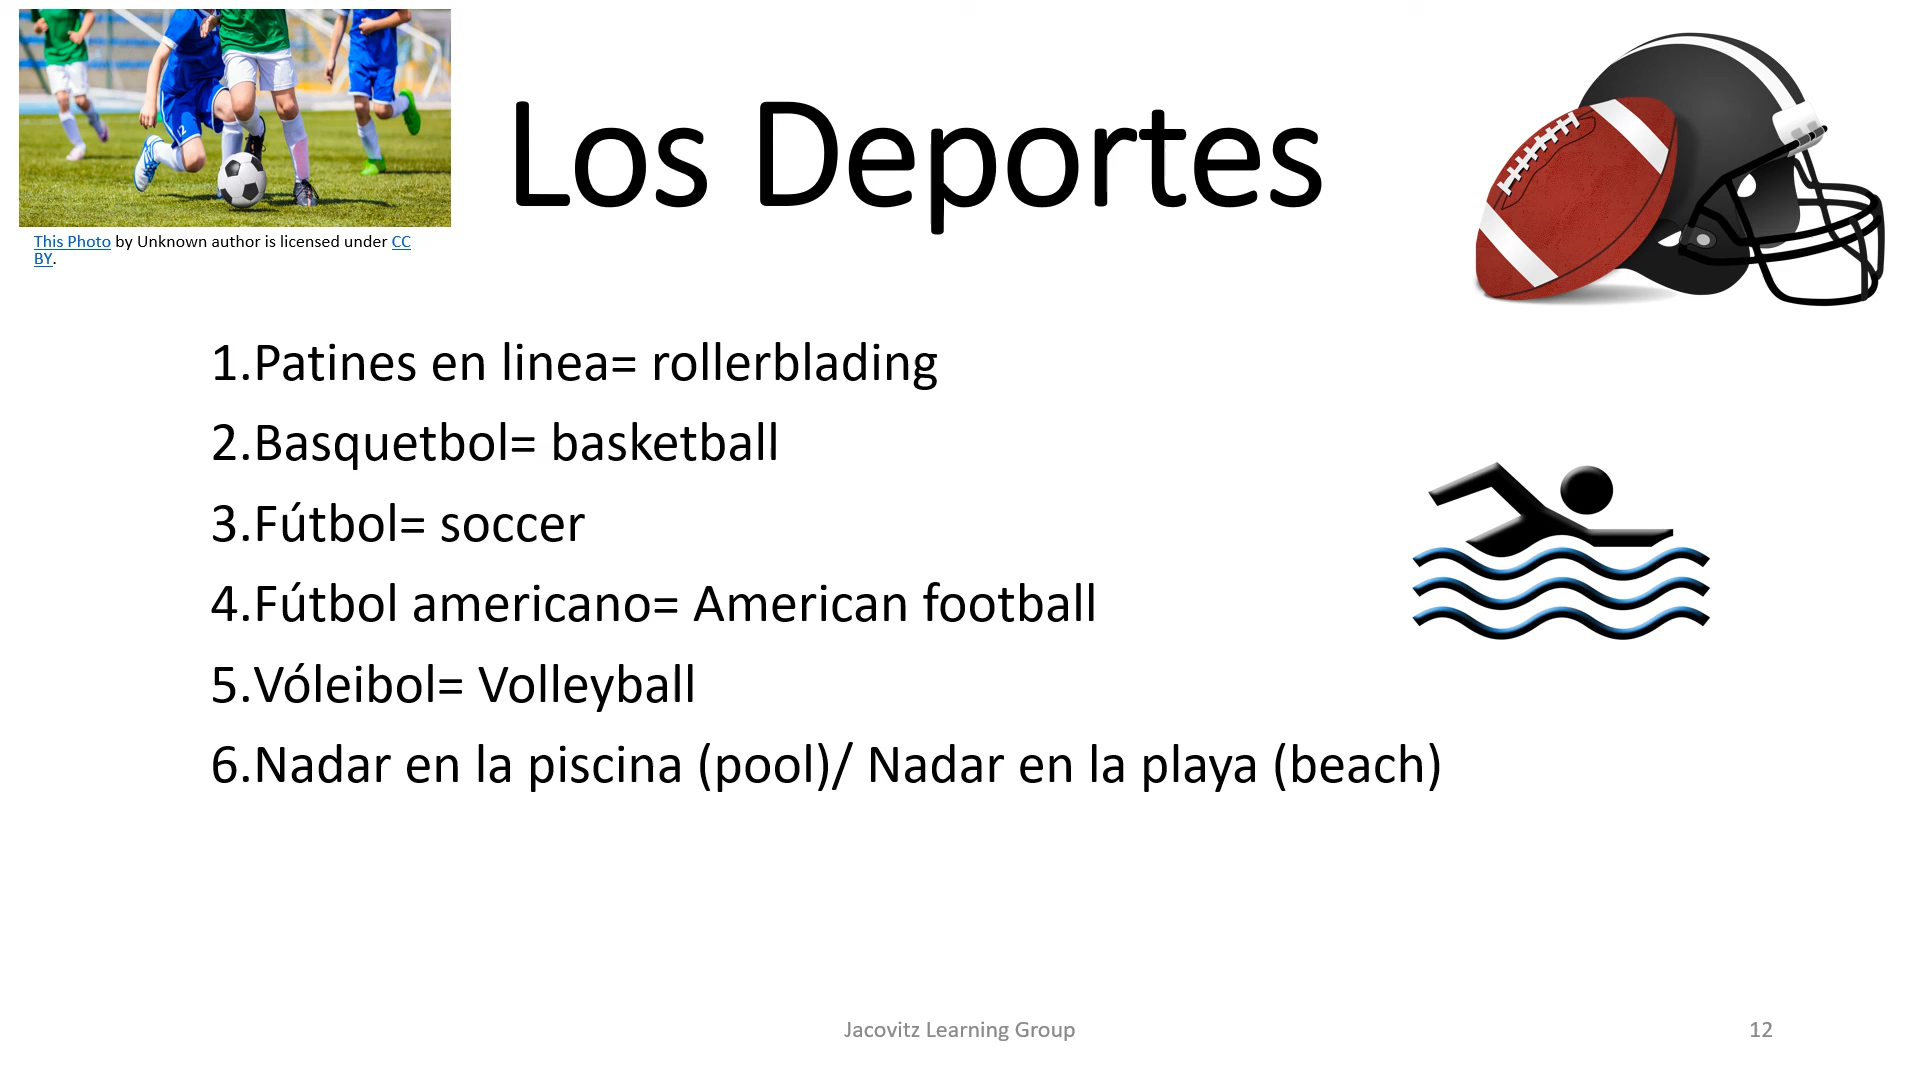 Los Deportes
This Photo by Unknown author is licensed under CC
BY.
1.Patines en linea= rollerblading
2.Basquetbol= basketball
3.Fútbol= soccer
4.Fútbol americano= American football
5.Vóleibol= Volleyball
6.Nadar en la piscina (pool)/ Nadar en la playa (beach)
Jacovitz Learning Group
12